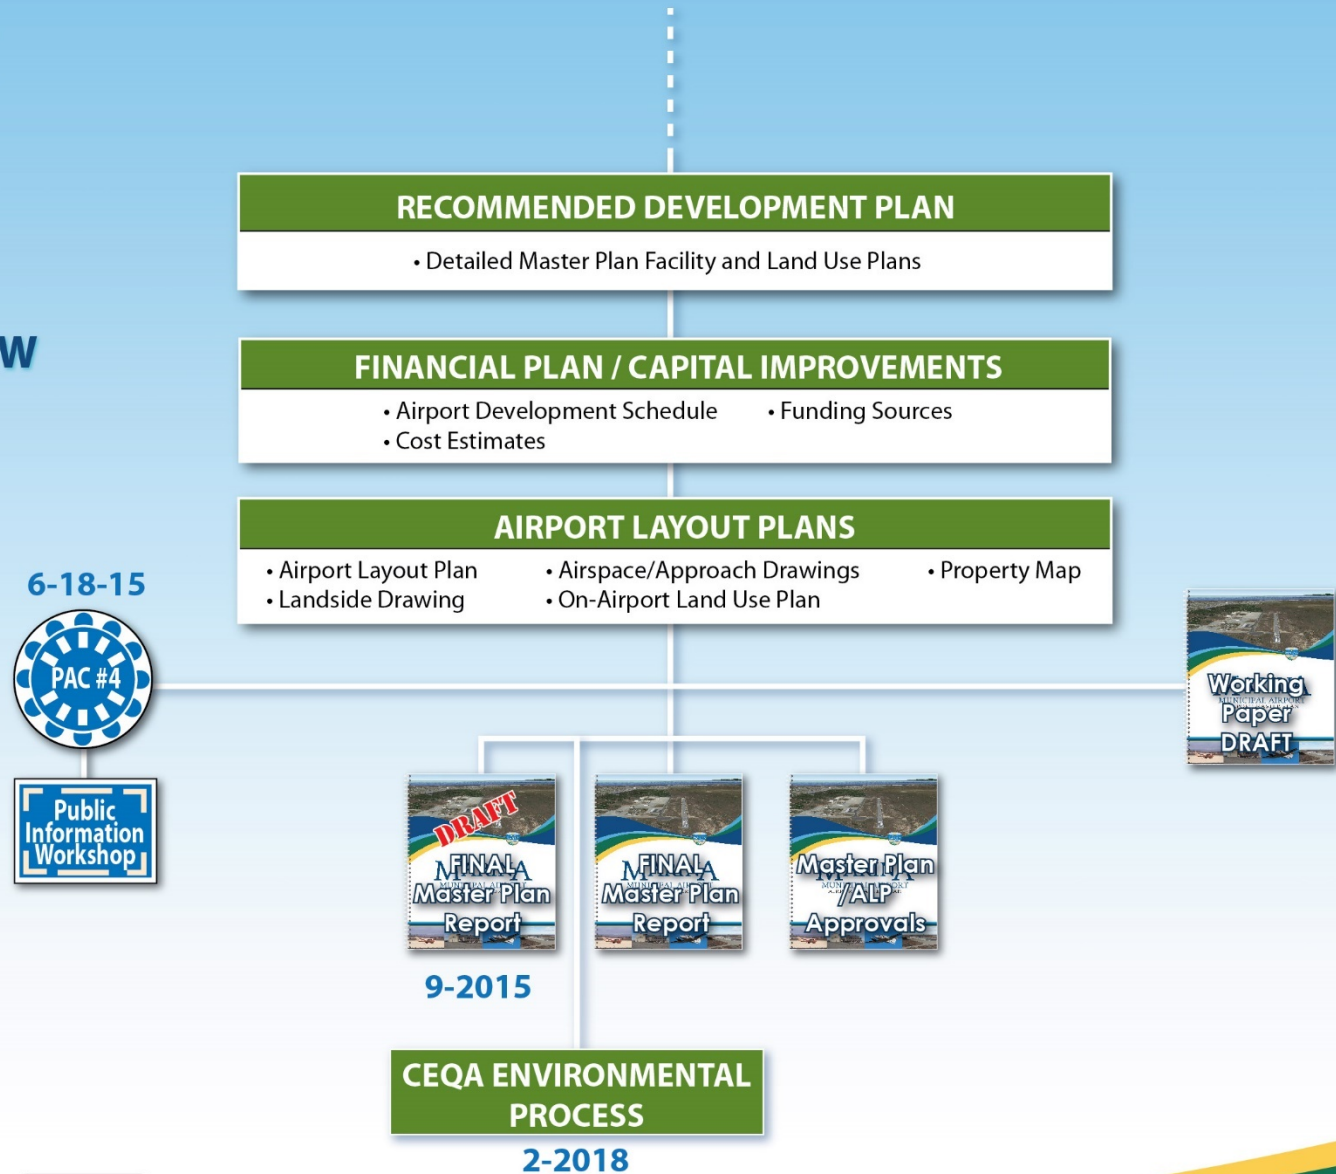 RECOMMENDED DEVELOPMENT PLAN
• Detailed Master Plan Facility and Land Use Plans
W
FINANCIAL PLAN / CAPITAL IMPROVEMENTS
• Airport Development Schedule • Funding Sources
• Cost Estimates
AIRPORT LAYOUT PLANS
• Airport Layout Plan • Airspace/Approach Drawings • Property Map
• Landside Drawing • On-Airport Land Use Plan
6-18-15
PAC #4
Public
Information
Workshop
Working
Paper
DRAFT
MUNICIPAL AIRPORT
DRAFT
FINAL
Master Plan
Report
9-2015
FINAL
Master Plan
Report
Master Plan
/ALP
Approvals
CEQA ENVIRONMENTAL
PROCESS
2-2018